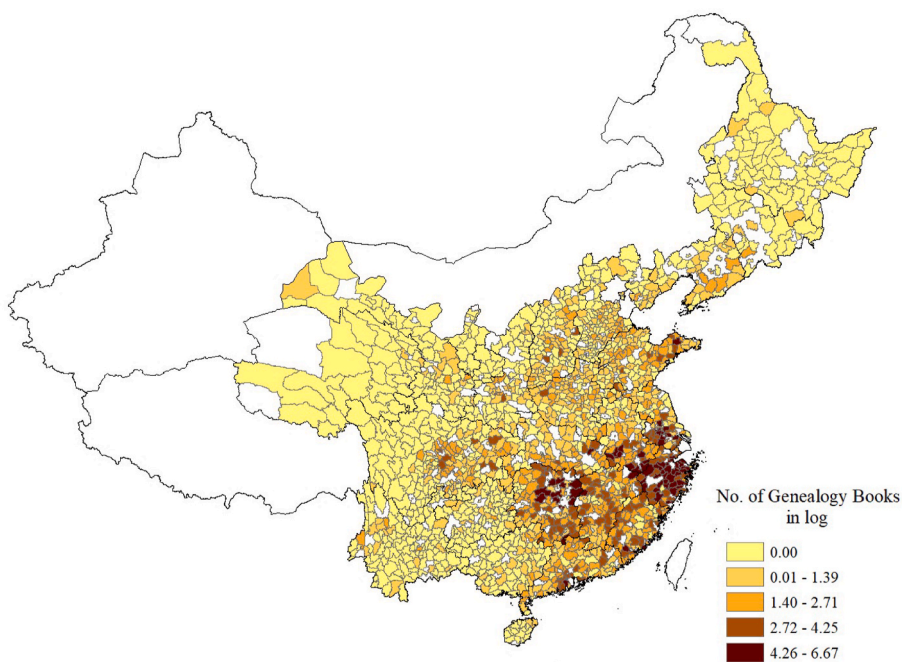 No. of Genealogy Books
in log
0.00
0.01 - 1.39
1.40 - 2.71
2.72 - 4.25
4.26 - 6.67